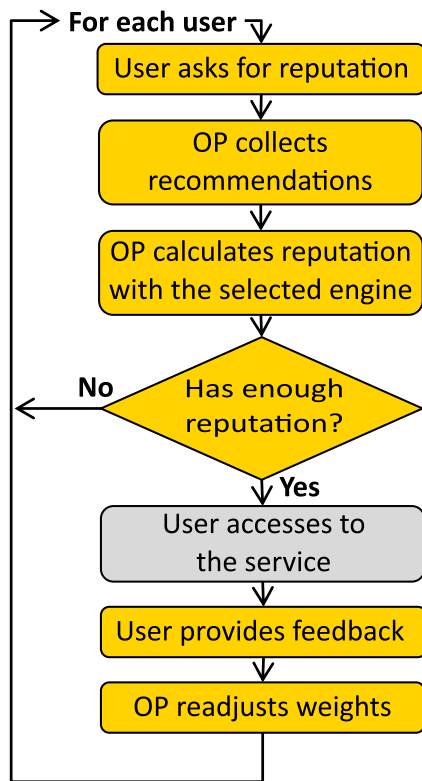 For each user
User asks for reputation
OP collects
recommendations
OP calculates reputation
with the selected engine
Has enough
reputation?
No
Yes
User accesses to
the service
User provides feedback
OP readjusts weights